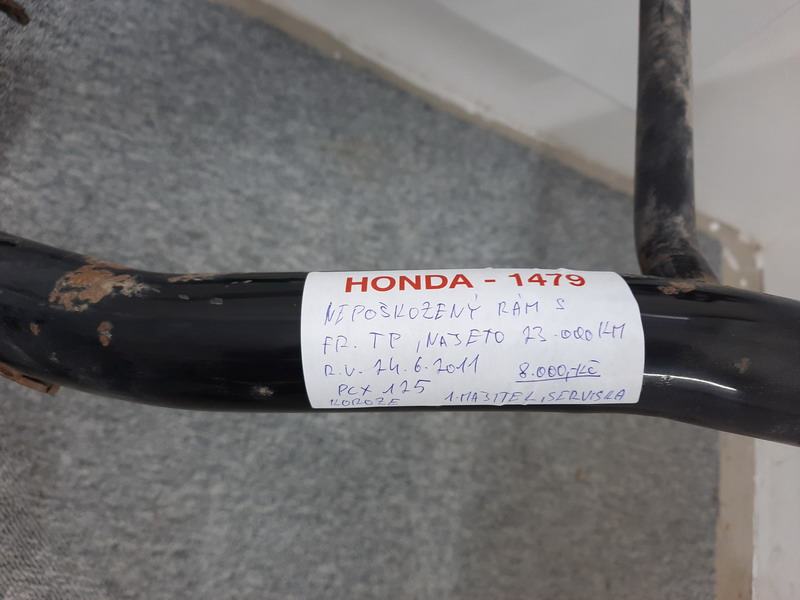 HONDA - 1479
NEPOŠKOZENÝ RÁM S
FR. TP, NAJETO 23.000 KM
R.V. 24.6.2011 8.000,-Kč
PCX 125
KOROZE 1.MAJITEL, SERVISKA